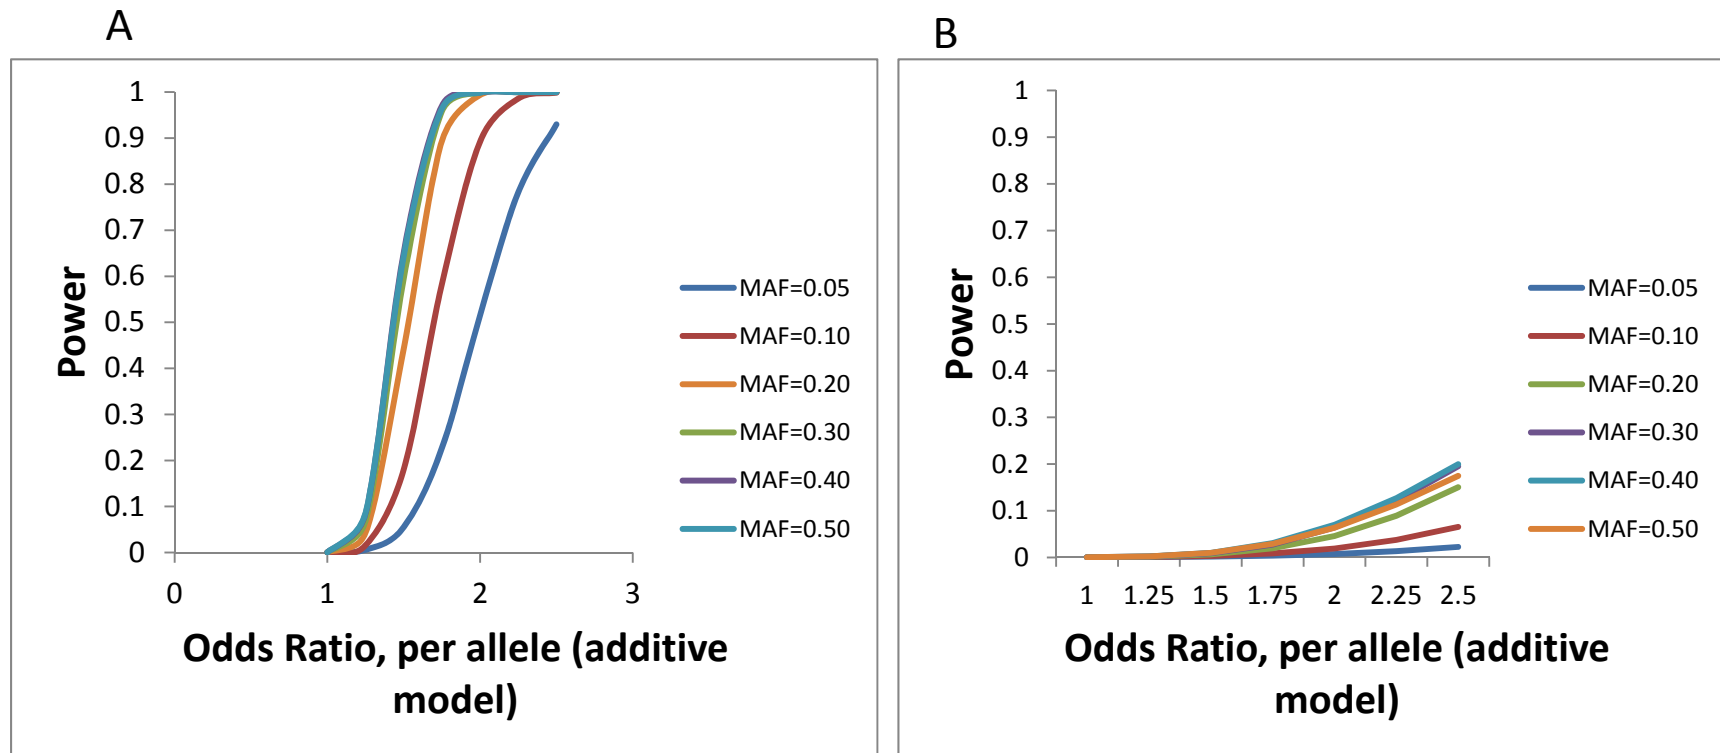 A
1
0.9
0.8
0.7
0.6
0.5
0.4
0.3
0.2
0.1
0
Power
0 1 2 3
Odds Ratio, per allele (additive
model)
MAF=0.05
MAF=0.10
MAF=0.20
MAF=0.30
MAF=0.40
MAF=0.50
B
1
0.9
0.8
0.7
0.6
0.5
0.4
0.3
0.2
0.1
0
Power
1 1.25 1.5 1.75 2 2.25 2.5
Odds Ratio, per allele (additive
model)
MAF=0.05
MAF=0.10
MAF=0.20
MAF=0.30
MAF=0.40
MAF=0.50